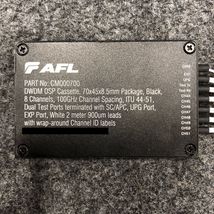 AFL
PART No: CM000700
DWDM OSP Cassette, 70x45x8.5mm Package, Black,
8 Channels, 100GHz Channel Spacing, ITU 44-51,
Dual Test Ports terminated with SC/APC, UPG Port,
EXP Port, White 2 meter 900um leads
with wrap-around Channel ID labels